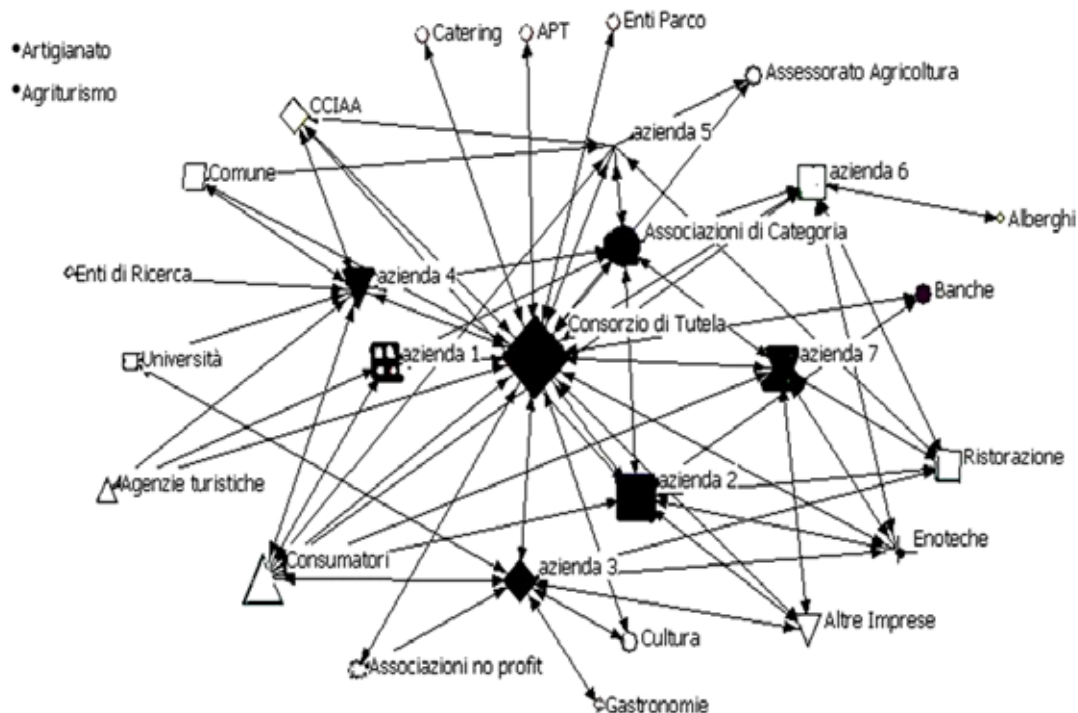 Catering
APT
Enti Parco
•Artigianato
Assessorato Agricoltura
•Agriturismo
CCIAA
azienda 5
Comune
azienda 6
Alberghi
Associazioni di Categoria
Enti di Ricerca
azienda 4
Banche
Consorzio di Tutela
Università
azienda 1
azienda 7
Ristorazione
Agenzie turistiche
azienda 2
Enoteche
Consumatori
azienda 3
Altre Imprese
Cultura
Associazioni no profit
Gastronomie